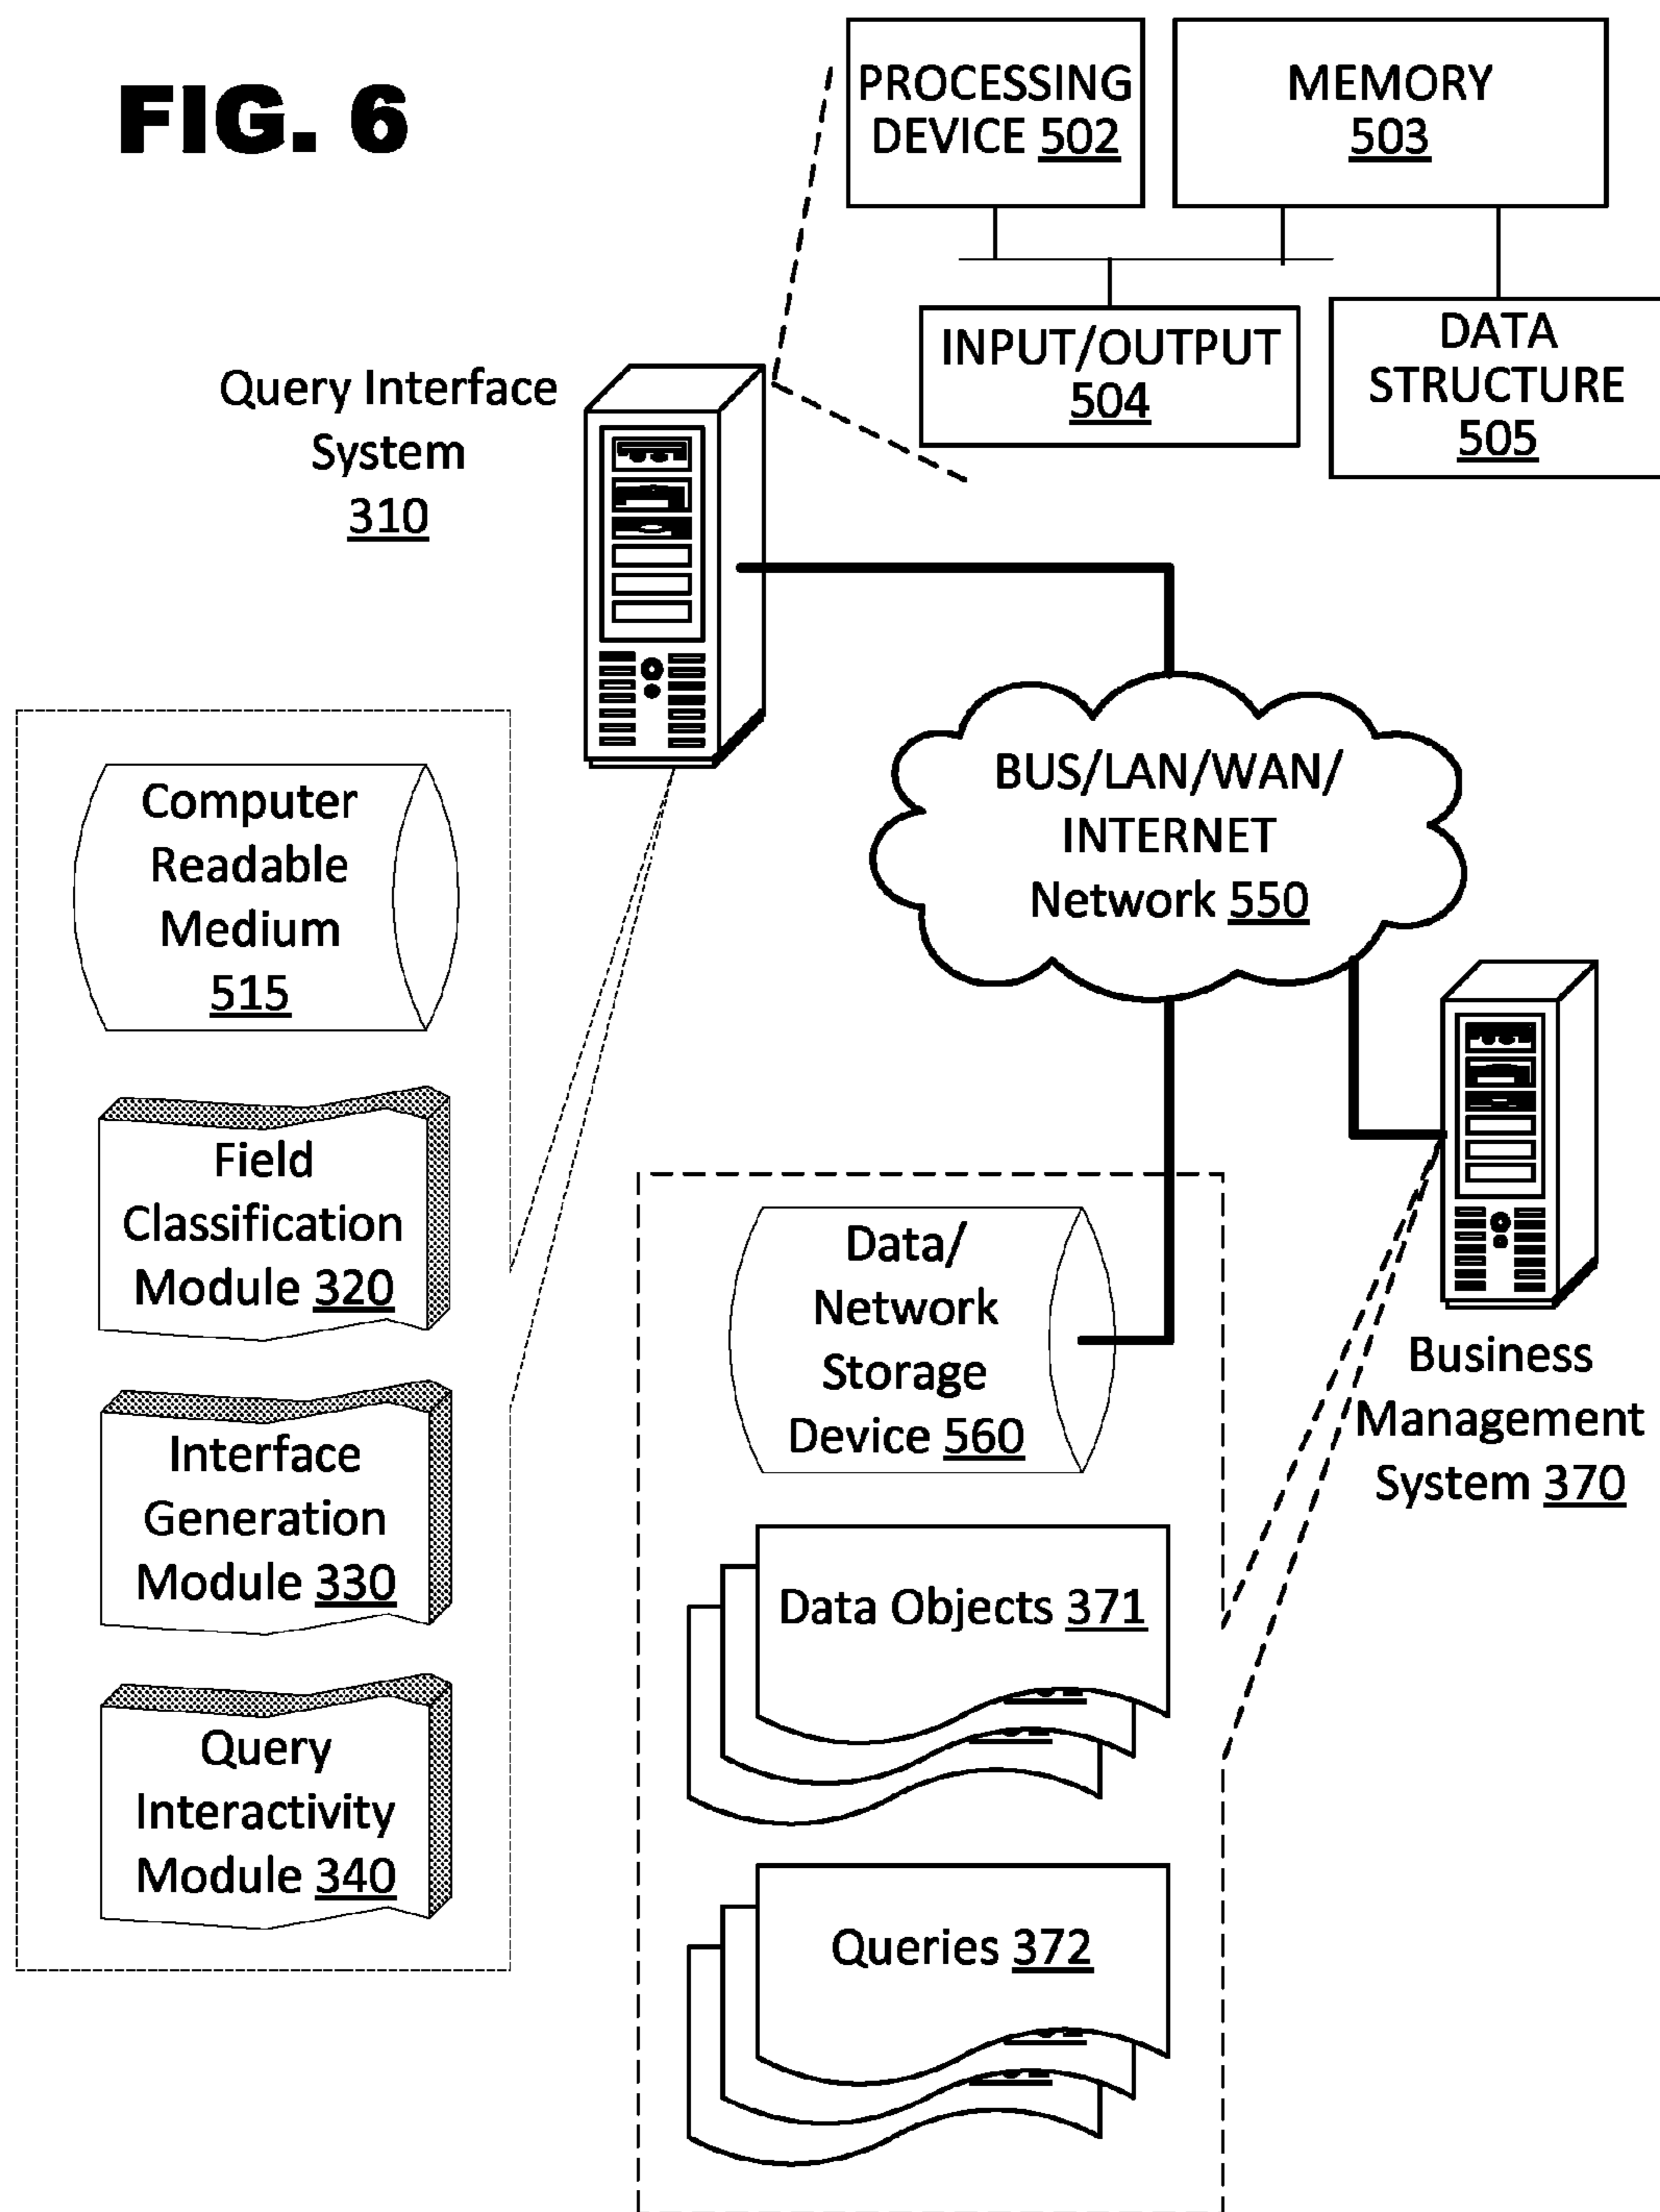 FIG. 6
PROCESSING
DEVICE 502
MEMORY
503
INPUT/OUTPUT
504
DATA
STRUCTURE
505
Query Interface
System
310
BUS/LAN/WAN/
INTERNET
Network 550
Computer
Readable
Medium
515
Field
Classification
Module 320
Interface
Generation
Module 330
Query
Interactivity
Module 340
Data/
Network
Storage
Device 560
Business
Management
System 370
Data Objects 371
Queries 372